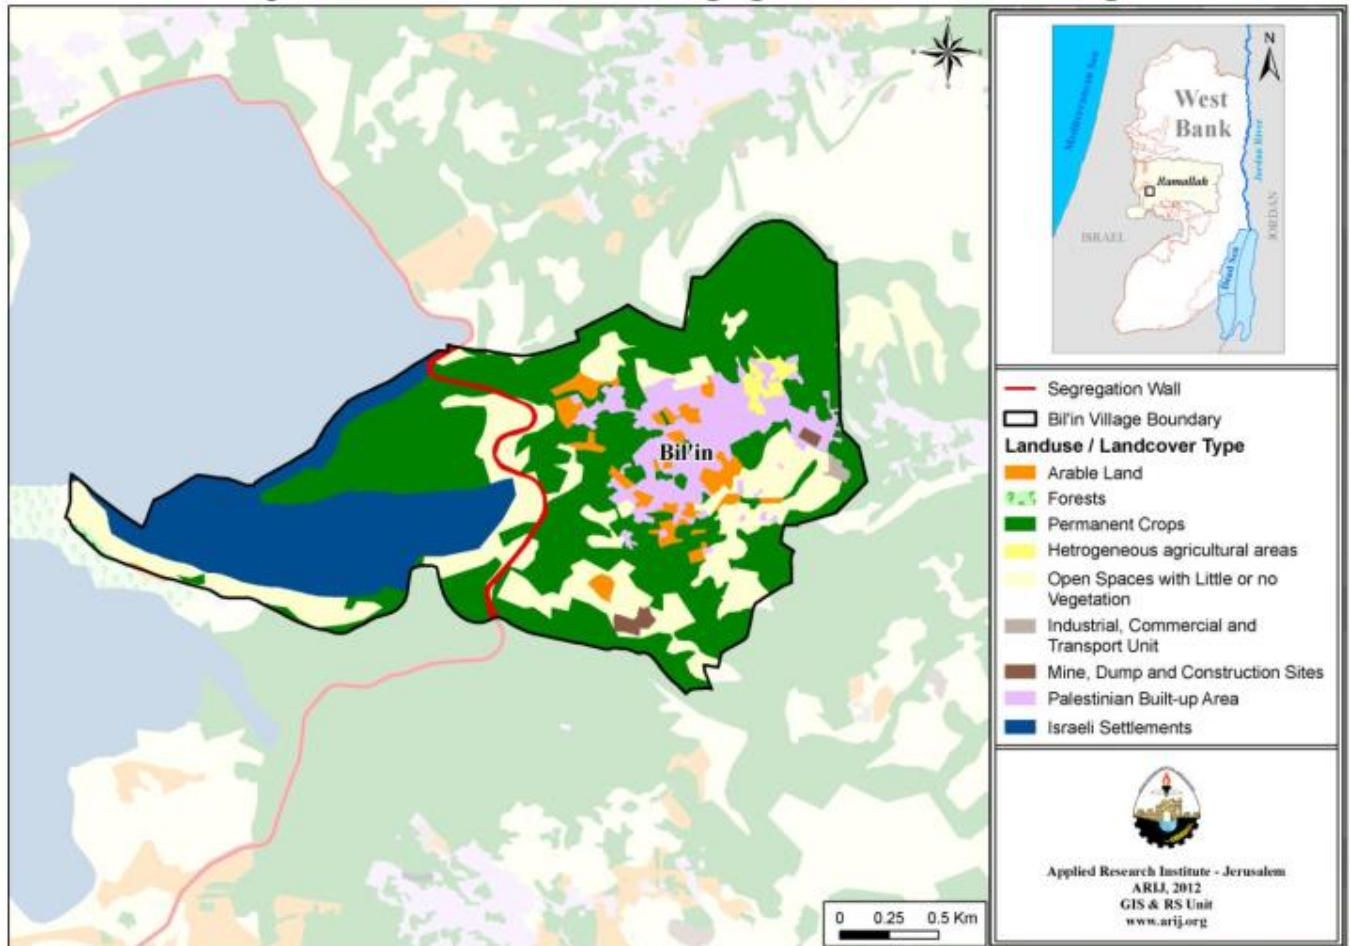 N
Mediterranean Sea
West
Bank
Jordan River
Ramallah
ISRAEL
JORDAN
Dead Sea
Bil'in
Segregation Wall
Bil'in Village Boundary
Landuse / Landcover Type
Arable Land
Forests
Permanent Crops
Hetrogeneous agricultural areas
Open Spaces with Little or no
Vegetation
Industrial, Commercial and
Transport Unit
Mine, Dump and Construction Sites
Palestinian Built-up Area
Israeli Settlements
0 0.25 0.5 Km
Applied Research Institute - Jerusalem
ARIJ, 2012
GIS & RS Unit
www.arij.org